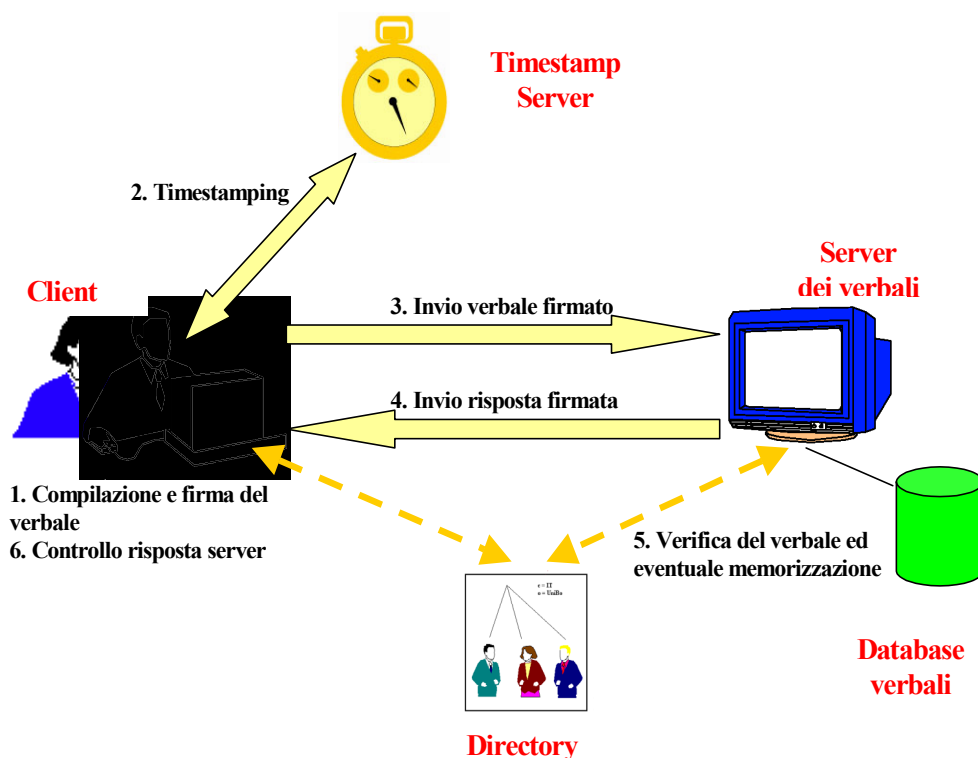 Timestamp
Server
2. Timestamping
Client
Server
dei verbali
3. Invio verbale firmato
4. Invio risposta firmata
1. Compilazione e firma del
verbale
6. Controllo risposta server
5. Verifica del verbale ed
eventuale memorizzazione
c = IT
Database
verbali
Directory